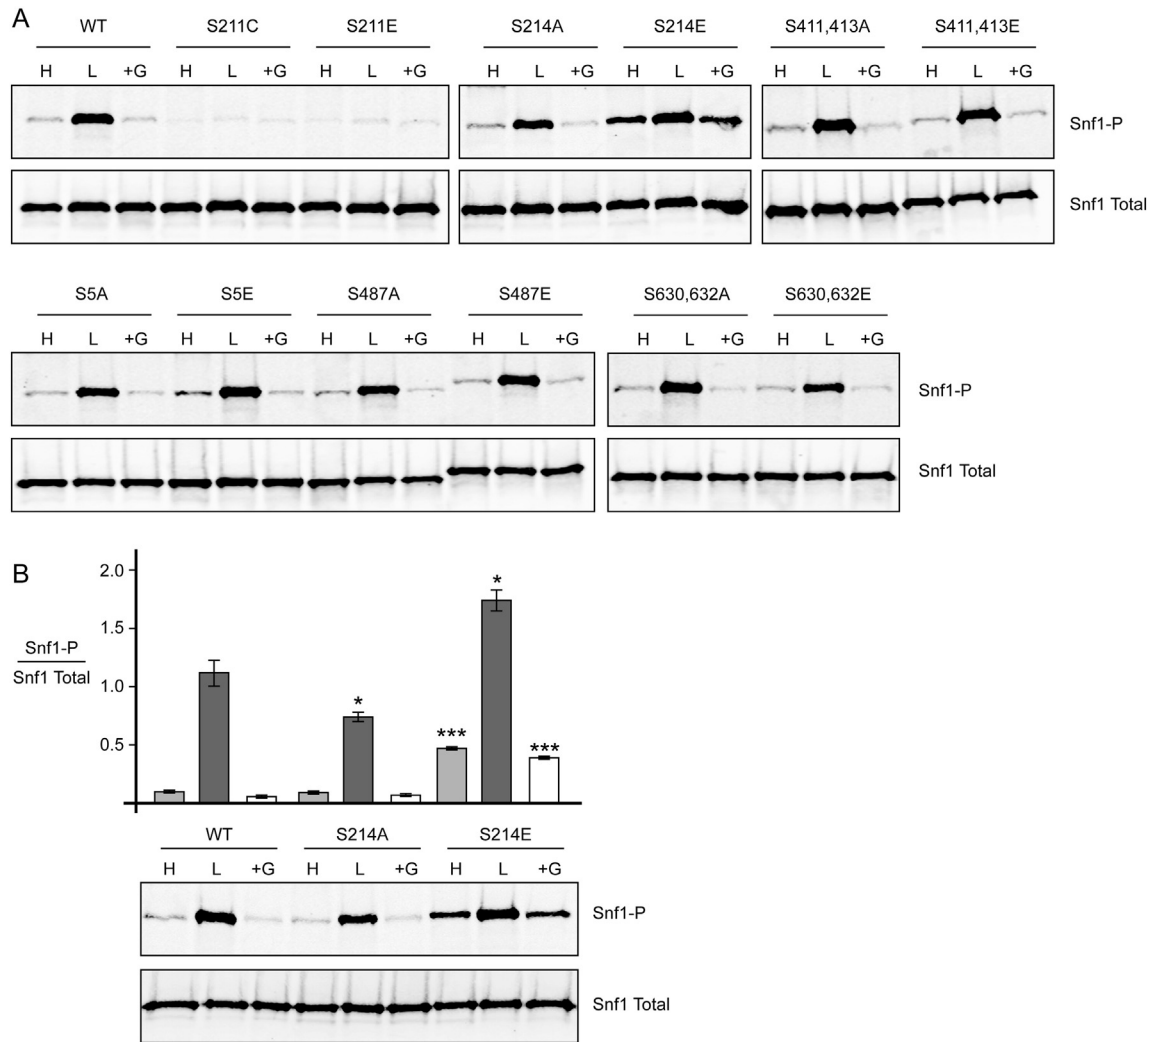 A
WT S211C S211E S214A S214E S411,413A S411,413E
H L +G H L +G H L +G H L +G H L +G H L +G H L +G
Snf1-P
Snf1 Total
S5A S5E S487A S487E S630,632A S630,632E
H L +G H L +G H L +G H L +G H L +G H L +G
Snf1-P
Snf1 Total
B
2.0
1.5
1.0
0.5
Snf1-P
Snf1 Total
* * *** ***
WT S214A S214E
H L +G H L +G H L +G
Snf1-P
Snf1 Total